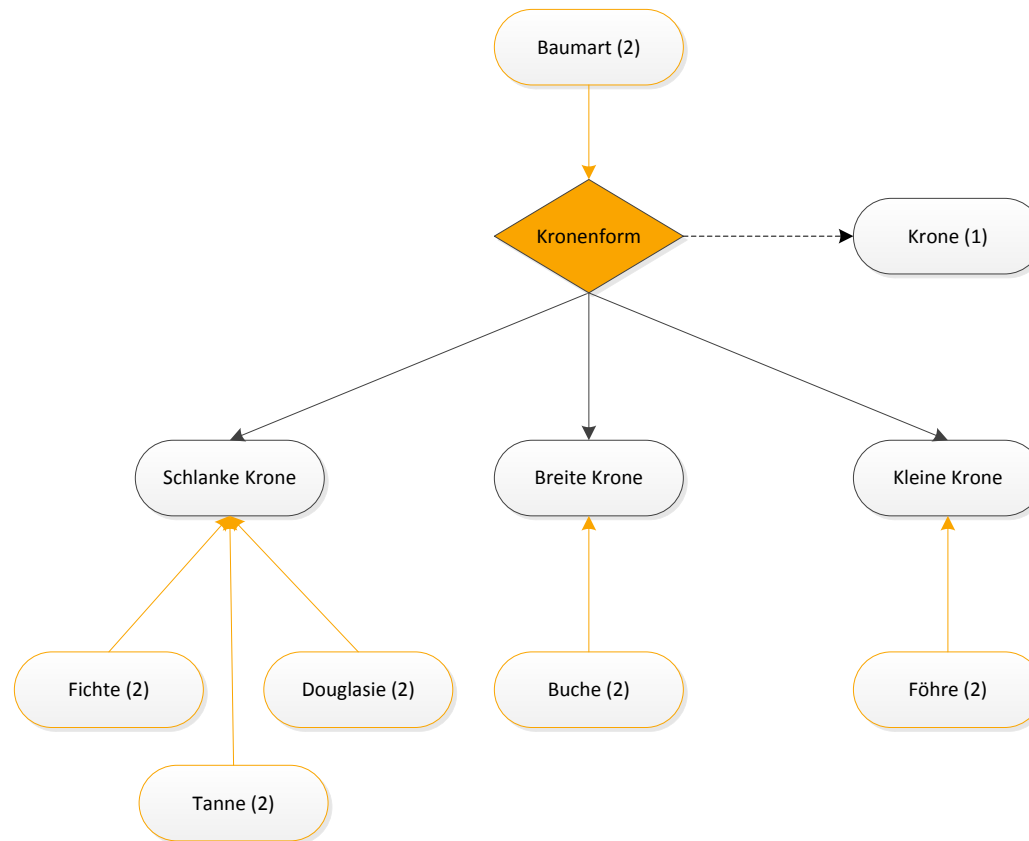 Baumart (2)
Kronenform
Krone (1)
Schlanke Krone
Breite Krone
Kleine Krone
Fichte (2)
Douglasie (2)
Buche (2)
Föhre (2)
Tanne (2)